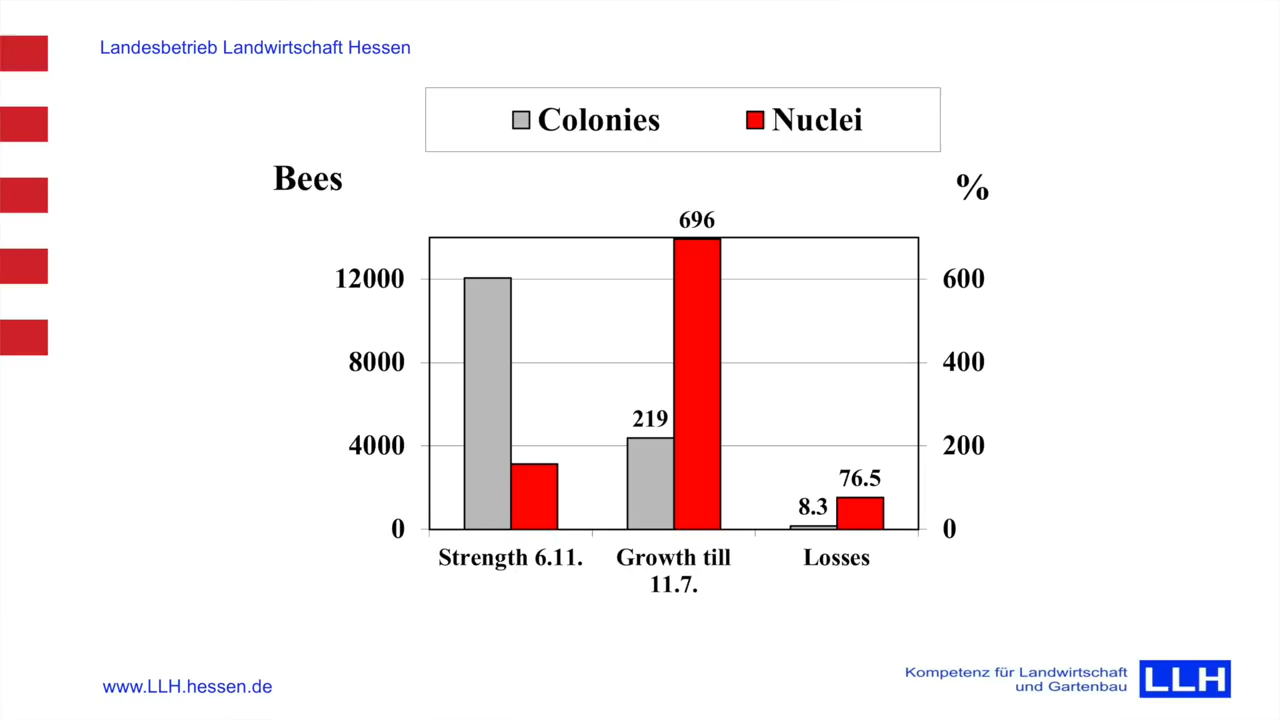 Landesbetrieb Landwirtschaft Hessen
Colonies Nuclei
Bees
%
696
12000 600
8000 400
219
4000 200
76.5
8.3
0 0
Strength 6.11. Growth till Losses
11.7.
www.LLH.hessen.de
Kompetenz für Landwirtschaft
und Gartenbau
LLH